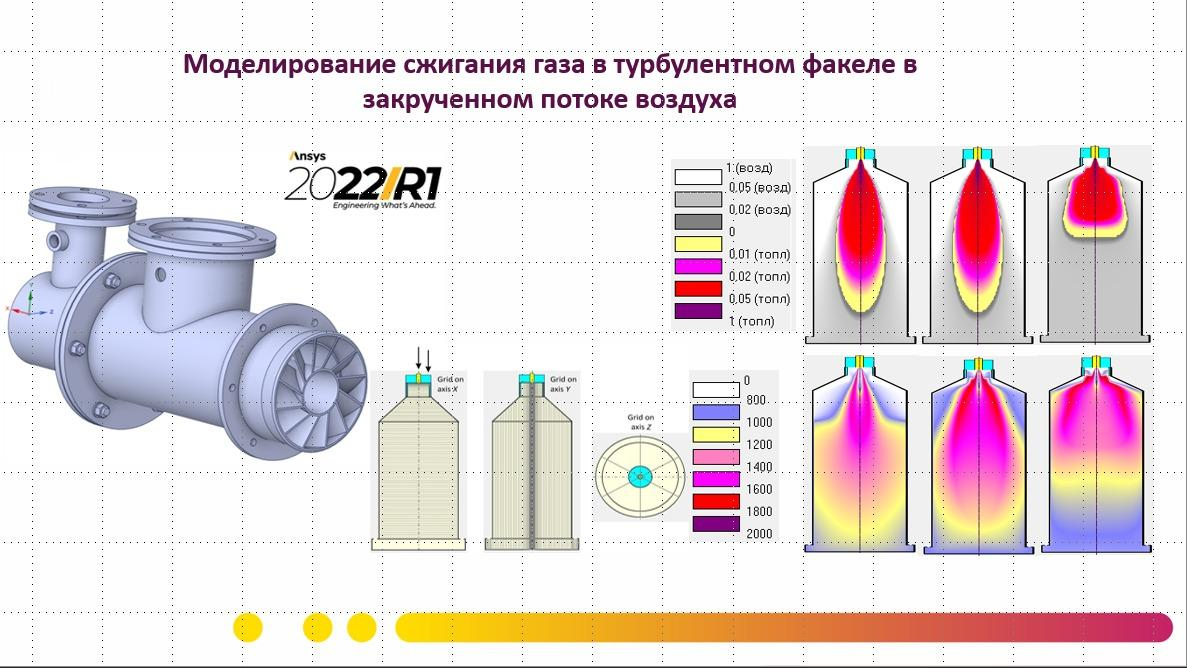 Моделирование сжигания газа в турбулентном факеле в
закрученном потоке воздуха
Ansys
2022/R1
Engineering What's Ahead.
1 (возд)
0,05 (возд)
0,02 (возд)
0
0,01 (топл)
0,02 (топл)
0,05 (топл)
1 (топл)
Grid on
axis X
Grid on
axis Y
Grid on
axis Z
0
800
1000
1200
1400
1600
1800
2000